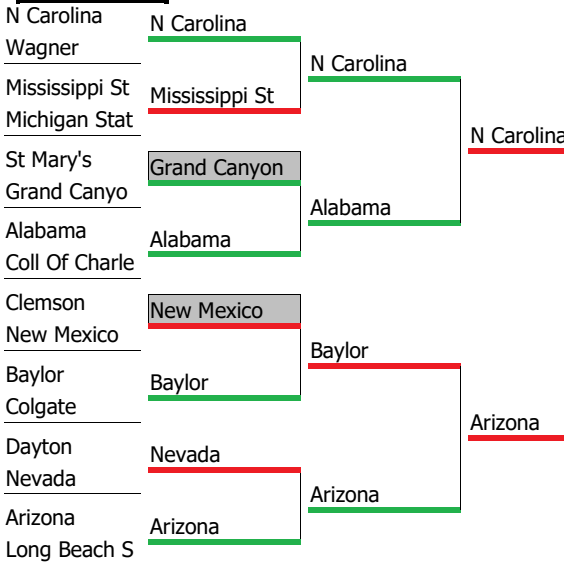 N Carolina
Wagner
Mississippi St
Michigan Stat
St Mary's
Grand Canyo
Alabama
Coll Of Charle
Clemson
New Mexico
Baylor
Colgate
Dayton
Nevada
Arizona
Long Beach S
N Carolina
Mississippi St
Grand Canyon
Alabama
New Mexico
Baylor
Nevada
Arizona
N Carolina
Alabama
Baylor
Arizona
N Carolina
Arizona